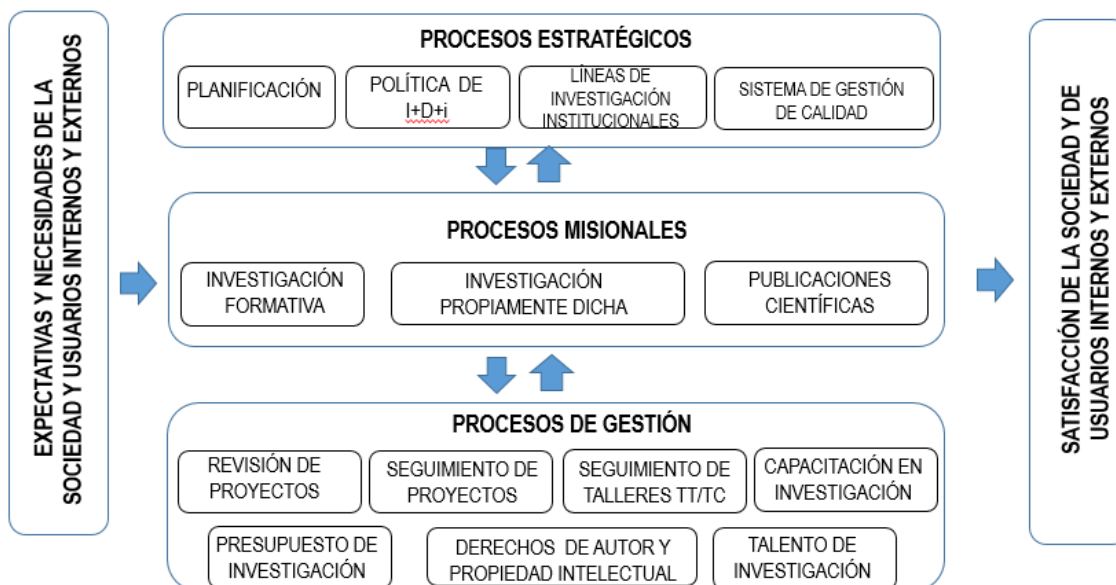 EXPECTATIVAS Y NECESIDADES DE LA
SOCIEDAD Y USUARIOS INTERNOS Y EXTERNOS
PROCESOS ESTRATÉGICOS
PLANIFICACIÓN
POLÍTICA DE
I+D+i
LÍNEAS DE
INVESTIGACIÓN
INSTITUCIONALES
SISTEMA DE GESTIÓN
DE CALIDAD
PROCESOS MISIONALES
INVESTIGACIÓN
FORMATIVA
INVESTIGACIÓN
PROPIAMENTE DICHA
PUBLICACIONES
CIENTÍFICAS
PROCESOS DE GESTIÓN
REVISIÓN DE
PROYECTOS
SEGUIMIENTO DE
PROYECTOS
SEGUIMIENTO DE
TALLERES TT/TC
CAPACITACIÓN EN
INVESTIGACIÓN
PRESUPUESTO DE
INVESTIGACIÓN
DERECHOS DE AUTOR Y
PROPIEDAD INTELECTUAL
TALENTO DE
INVESTIGACIÓN
SATISFACCIÓN DE LA SOCIEDAD Y DE
USUARIOS INTERNOS Y EXTERNOS